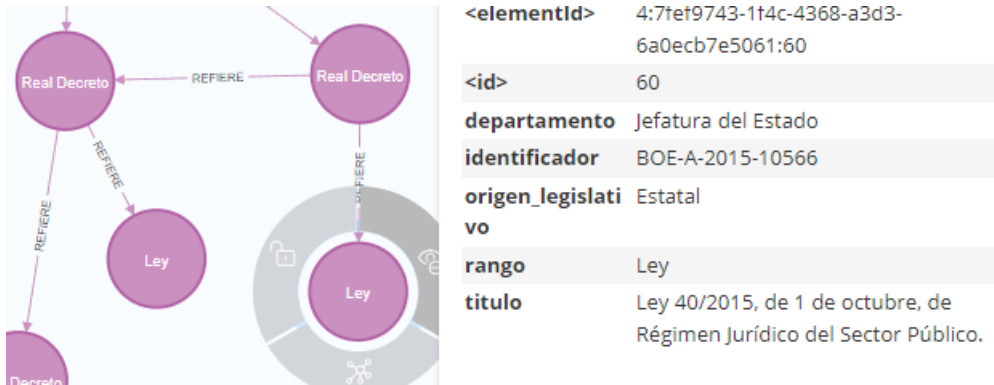 Real Decreto
REFIERE
Real Decreto
REFIERE
REFIERE
REFIERE
Ley
Ley
Decreto
<elementId> 4:7fef9743-1f4c-4368-a3d3-
6a0ecb7e5061:60
<id> 60
departamento Jefatura del Estado
identificador BOE-A-2015-10566
origen_legislati Estatal
vo
rango Ley
titulo Ley 40/2015, de 1 de octubre, de
Régimen Jurídico del Sector Público.